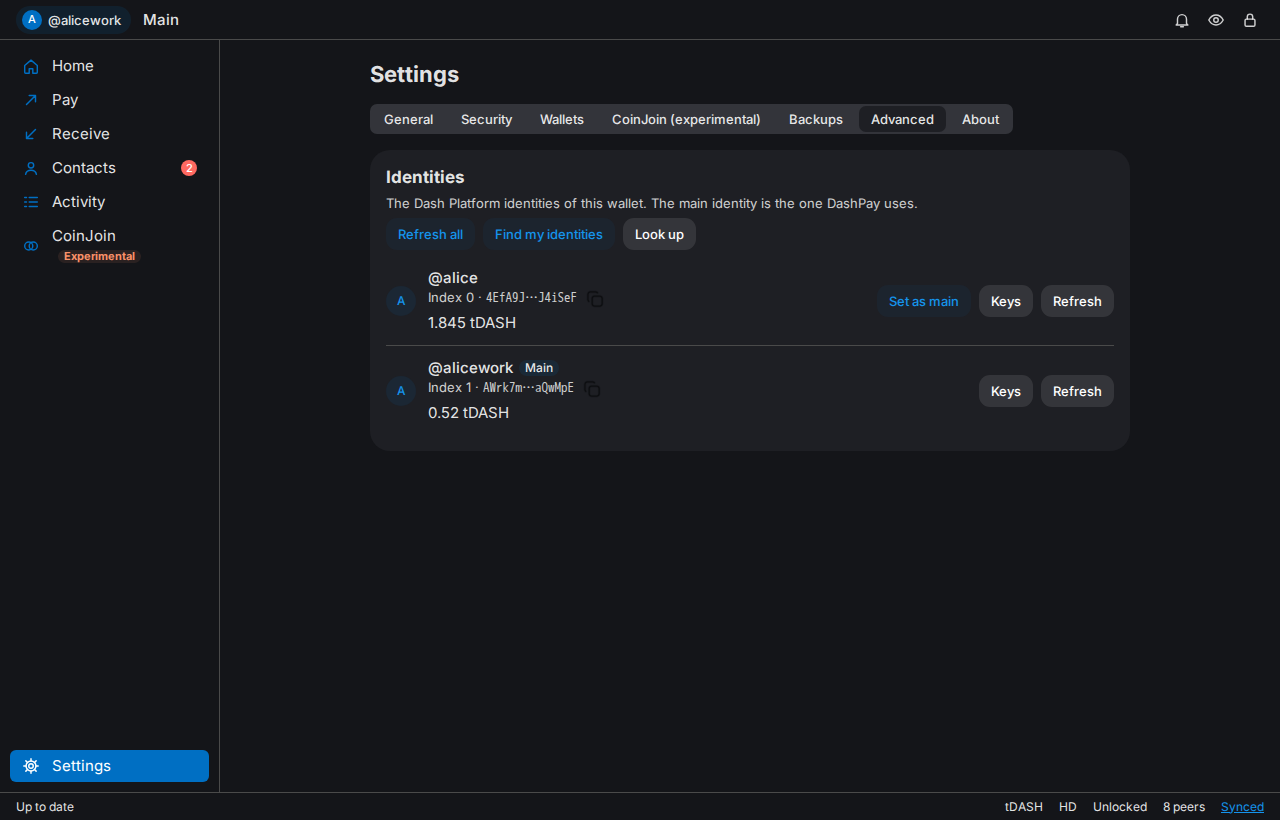 A @alicework Main
Home
Pay
Receive
Contacts 2
Activity
CoinJoin
Experimental
Settings
Settings
General Security Wallets CoinJoin (experimental) Backups Advanced About
Identities
The Dash Platform identities of this wallet. The main identity is the one DashPay uses.
Refresh all Find my identities Look up
A
@alice
Index 0 · 4EfA9J⋯J4iSeF
1.845 tDASH
Set as main Keys Refresh
A
@alicework Main
Index 1 · AWrk7m⋯aQwMpE
0.52 tDASH
Keys Refresh
Up to date
tDASH HD Unlocked 8 peers Synced